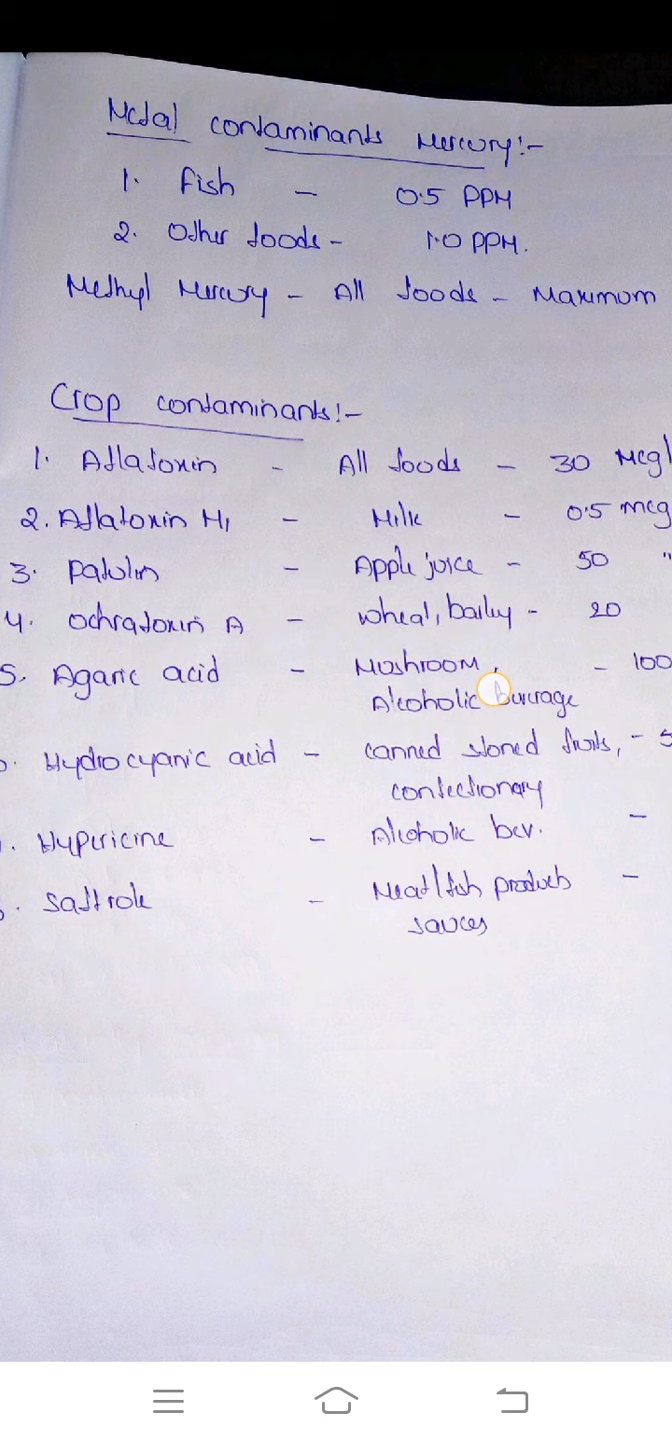 Metal contaminants Mercury:-
1. Fish - 0.5 PPM
2. Other foods - 1.0 PPM.
Methyl Mercury - All foods - Maximum
Crop contaminants:-
1. Aflatoxin - All foods - 30 mcg/
2. Aflatoxin M1 - Milk - 0.5 mcg
3. Patulin - Apple juice - 50 "
4. Ochratoxin A - wheat, barley - 20
5. Agaric acid - Mushroom, - 100
Alcoholic beverage
Hydrocyanic acid - canned stoned fruits, - 5
confectionary
Hypericine - Alcoholic bev. -
Saffrole - Meat/fish products -
sauces